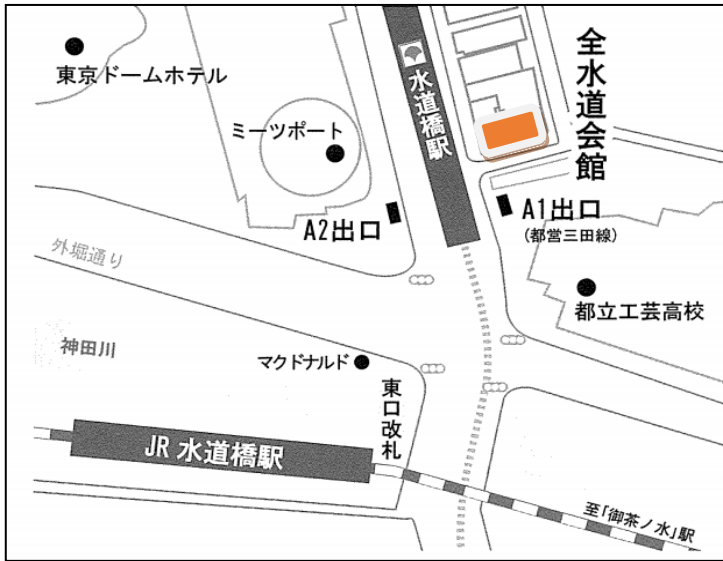 東京ドームホテル
ミーツポート
水道橋駅
全水道会館
A2出口
A1出口
(都営三田線)
外堀通り
都立工芸高校
神田川
マクドナルド
東口改札
JR 水道橋駅
至「御茶ノ水」駅